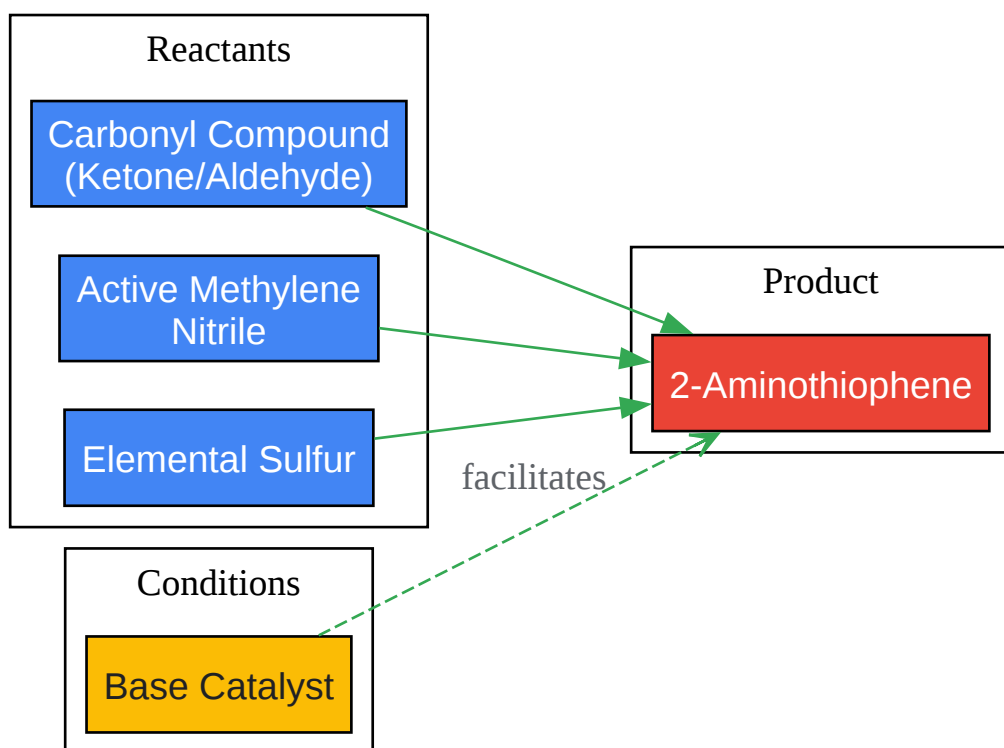 Reactants
Carbonyl Compound
(Ketone/Aldehyde)
Active Methylene
Nitrile
Elemental Sulfur
Product
2-Aminothiophene
facilitates
Conditions
Base Catalyst